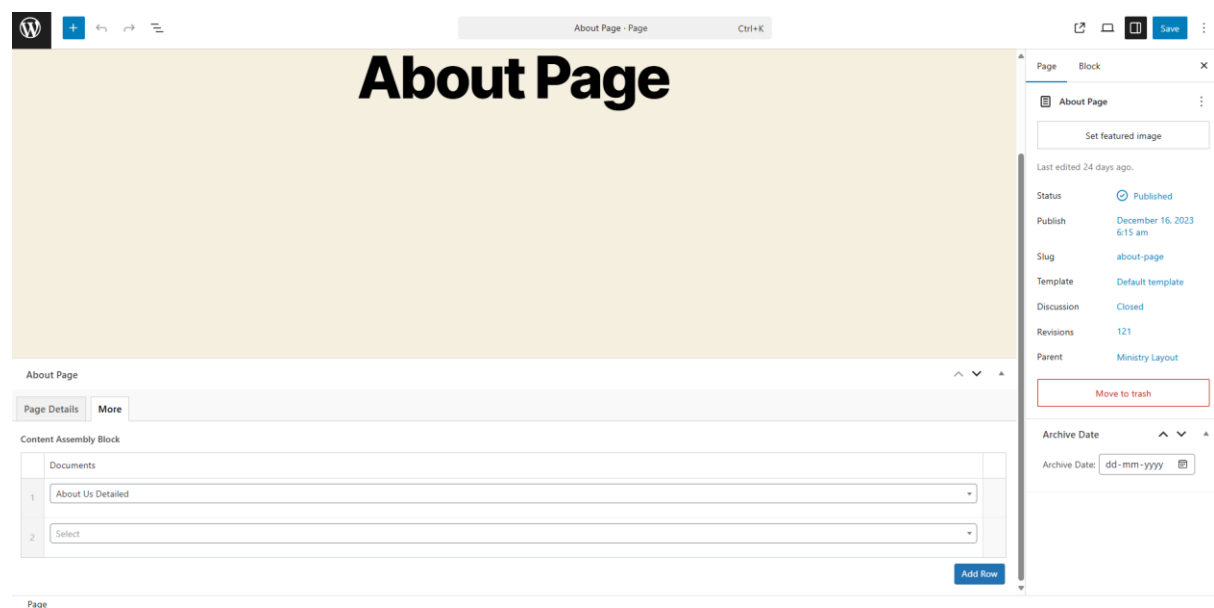 About Page · Page Ctrl+K
Save
About Page
Page Block
About Page
Set featured image
Last edited 24 days ago.
Status Published
Publish December 16, 2023
6:15 am
Slug about-page
Template Default template
Discussion Closed
Revisions 121
Parent Ministry Layout
Move to trash
Archive Date
Archive Date: dd-mm-yyyy
About Page
Page Details More
Content Assembly Block
Documents
1 About Us Detailed
2 Select
Add Row
Page